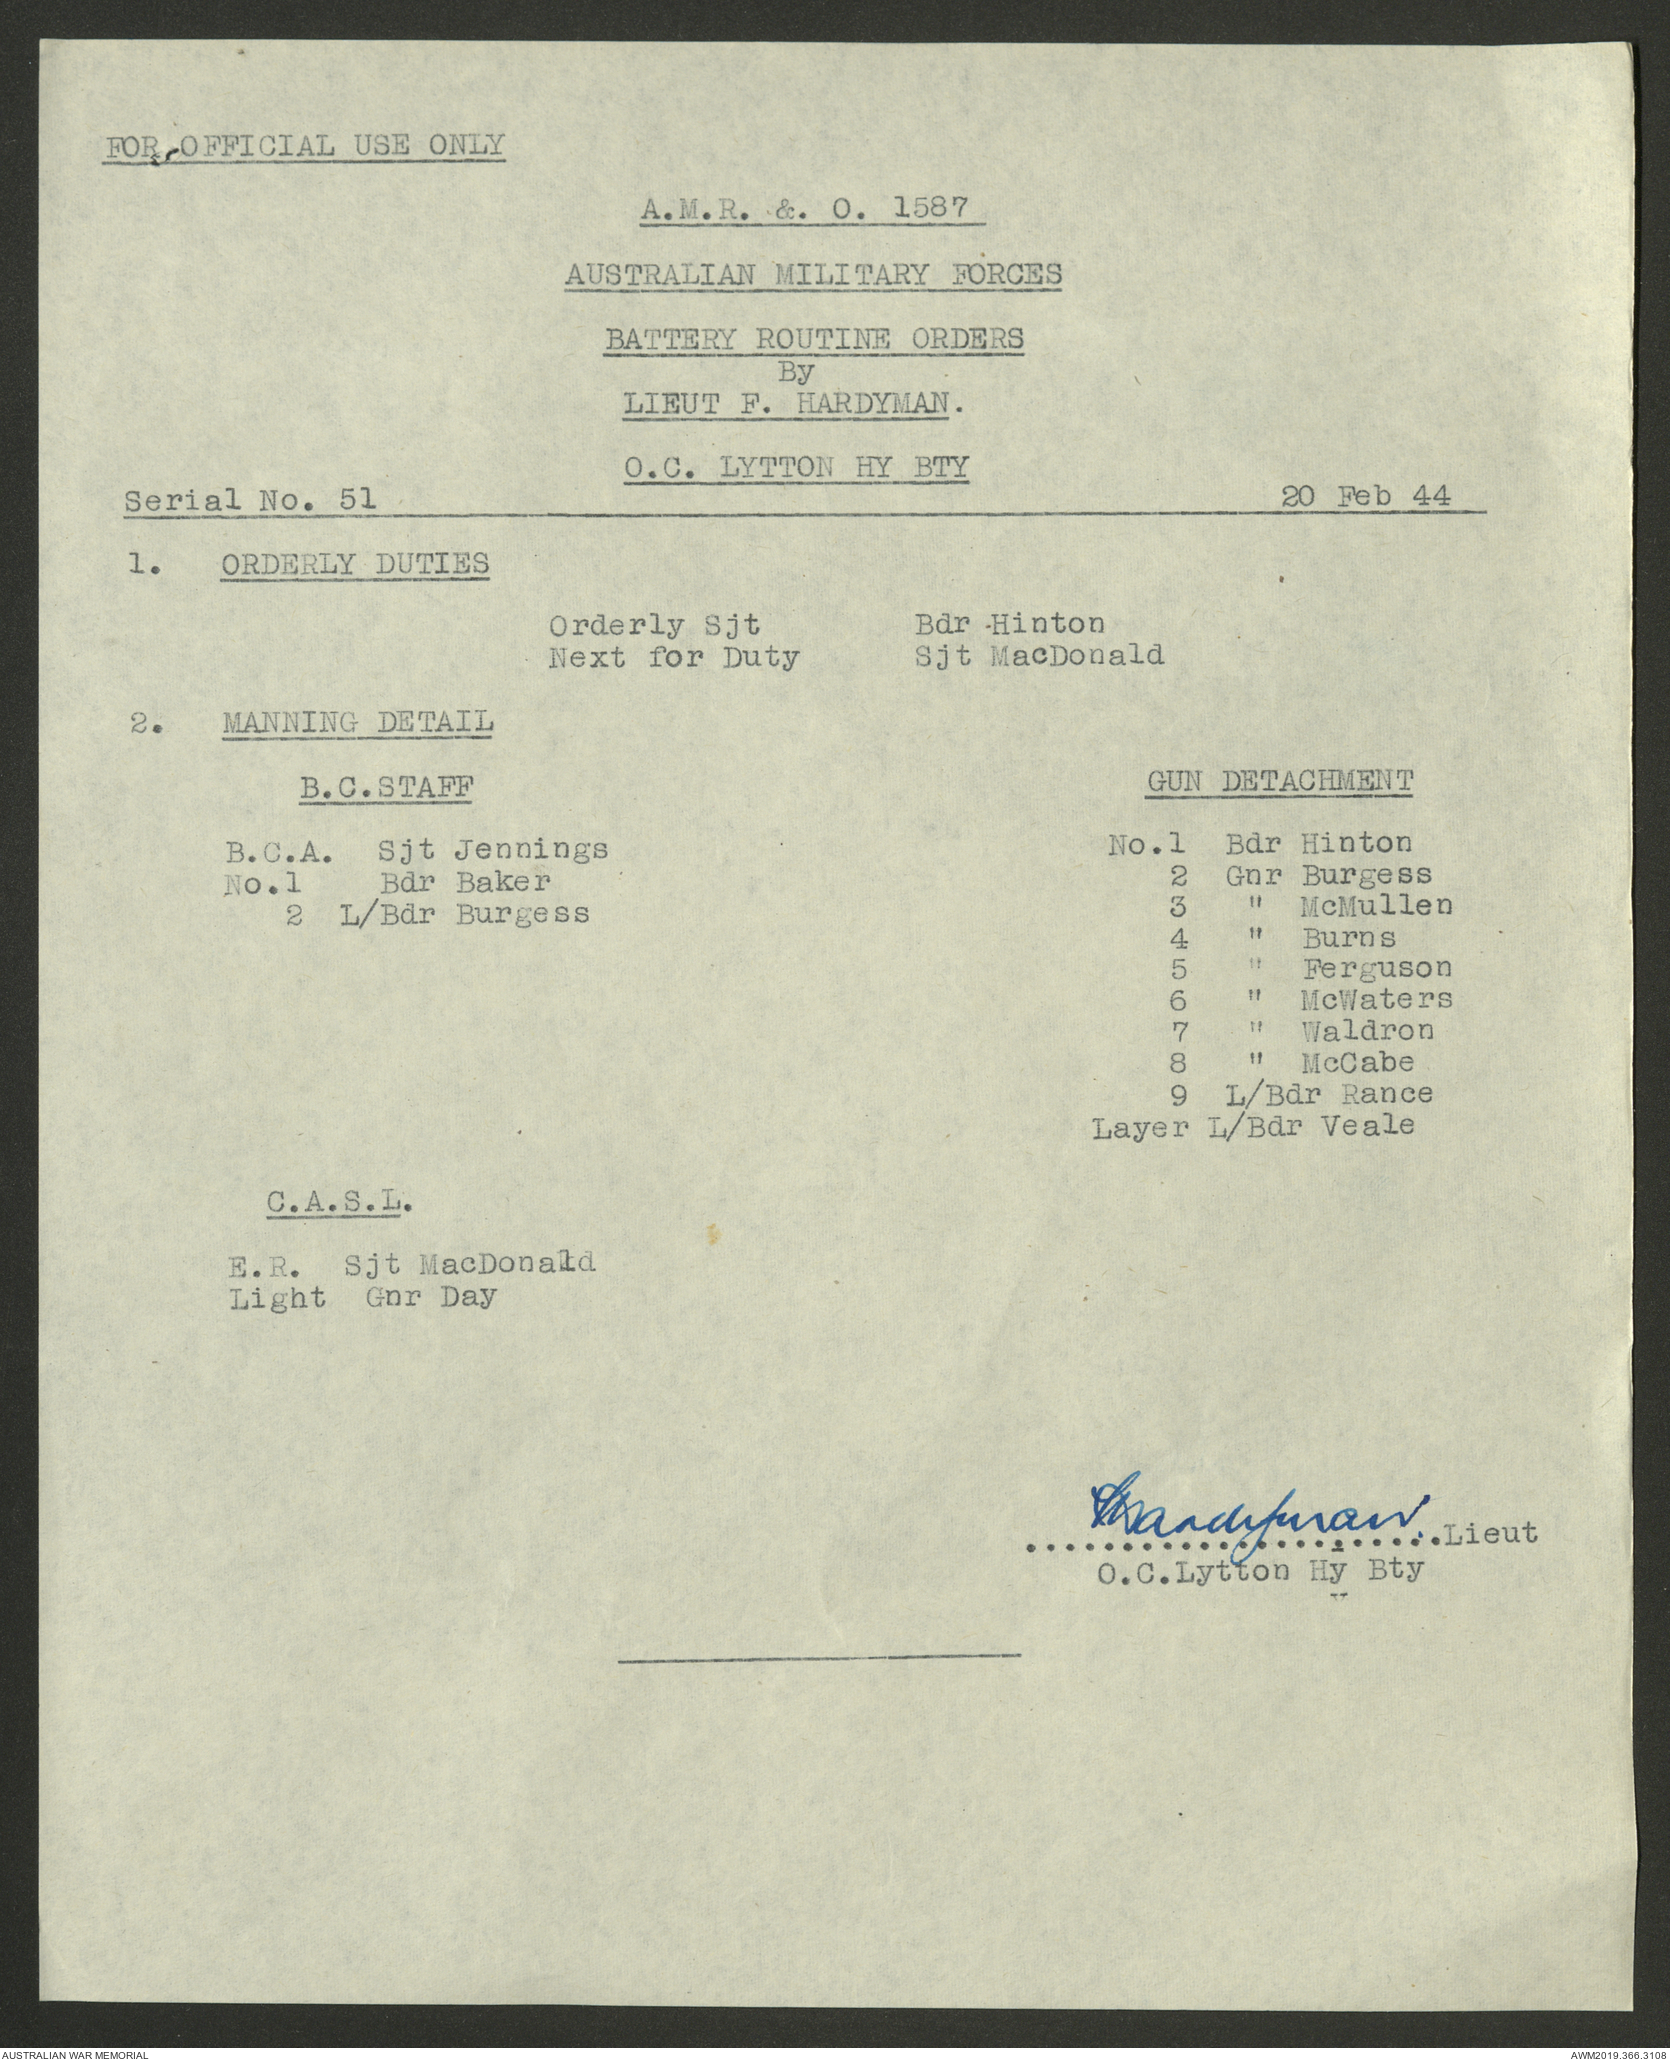 FOR OFFICIAL USE ONLY
A.M.R. &. O. 1587
AUSTRALIAN MILITARY FORCES
BATTERY ROUTINE ORDERS
By
LIEUT F. HARDYMAN.
O.C. LYTTON HY BTY
Serial No. 51 20 Feb 44
1. ORDERLY DUTIES
Orderly Sjt Bdr Hinton
Next for Duty Sjt MacDonald
2. MANNING DETAIL
B.C.STAFF
B.C.A. Sjt Jennings
No.1 Bdr Baker
2 L/Bdr Burgess
GUN DETACHMENT
No.1 Bdr Hinton
2 Gnr Burgess
3 " McMullen
4 " Burns
5 " Ferguson
6 " McWaters
7 " Waldron
8 " McCabe
9 L/Bdr Rance
Layer L/Bdr Veale
C.A.S.L.
E.R. Sjt MacDonald
Light Gnr Day
FHardyman
......................Lieut
O.C.Lytton Hy Bty
AUSTRALIAN WAR MEMORIAL AWM2019.366.3108